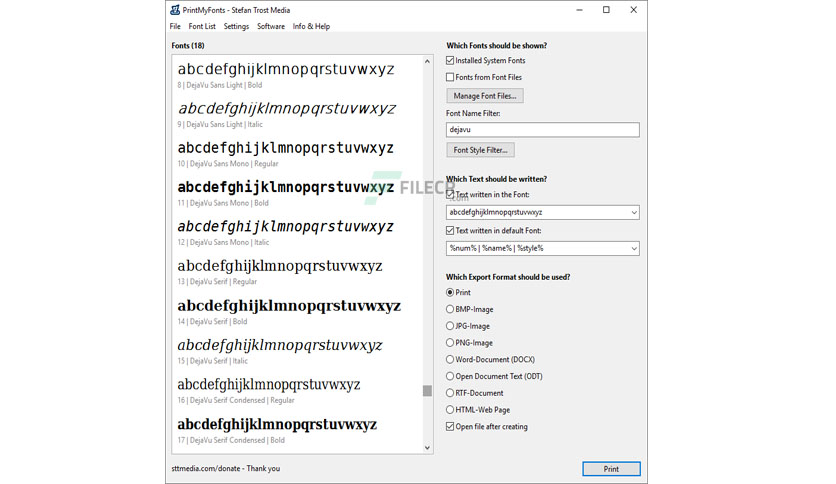 PrintMyFonts - Stefan Trost Media
File Font List Settings Software Info & Help
Fonts (18)
abcdefghijklmnopqrstuvwxyz
8 | DejaVu Sans Light | Bold
abcdefghijklmnopqrstuvwxyz
9 | DejaVu Sans Light | Italic
abcdefghijklmnopqrstuvwxyz
10 | DejaVu Sans Mono | Regular
abcdefghijklmnopqrstuvwxyz
11 | DejaVu Sans Mono | Bold
abcdefghijklmnopqrstuvwxyz
12 | DejaVu Sans Mono | Italic
abcdefghijklmnopqrstuvwxyz
13 | DejaVu Serif | Regular
abcdefghijklmnopqrstuvwxyz
14 | DejaVu Serif | Bold
abcdefghijklmnopqrstuvwxyz
15 | DejaVu Serif | Italic
abcdefghijklmnopqrstuvwxyz
16 | DejaVu Serif Condensed | Regular
abcdefghijklmnopqrstuvwxyz
17 | DejaVu Serif Condensed | Bold
sttmedia.com/donate - Thank you
Which Fonts should be shown?
Installed System Fonts
Fonts from Font Files
Manage Font Files...
Font Name Filter:
dejavu
Font Style Filter...
Which Text should be written?
Text written in the Font:
abcdefghijklmnopqrstuvwxyz
Text written in default Font:
%num% | %name% | %style%
Which Export Format should be used?
Print
BMP-Image
JPG-Image
PNG-Image
Word-Document (DOCX)
Open Document Text (ODT)
RTF-Document
HTML-Web Page
Open file after creating
Print
FILECR
.com